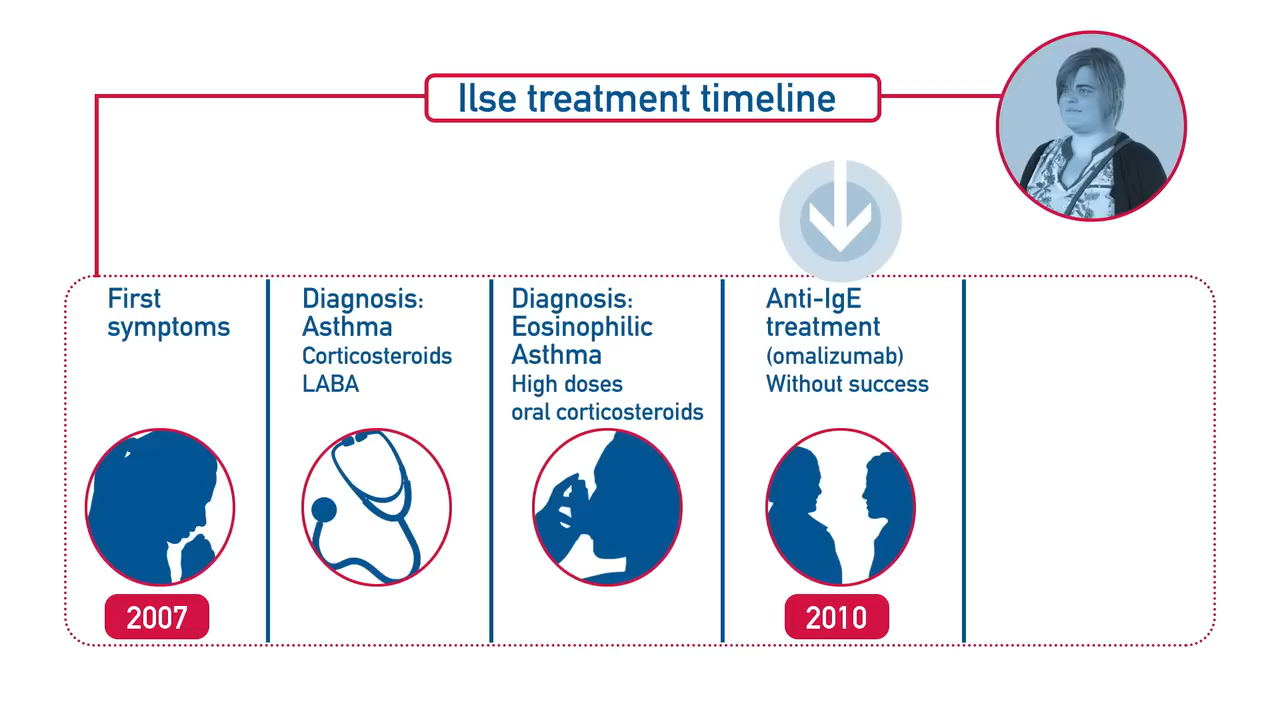 Ilse treatment timeline
First
symptoms
2007
Diagnosis:
Asthma
Corticosteroids
LABA
Diagnosis:
Eosinophilic
Asthma
High doses
oral corticosteroids
Anti-IgE
treatment
(omalizumab)
Without success
2010